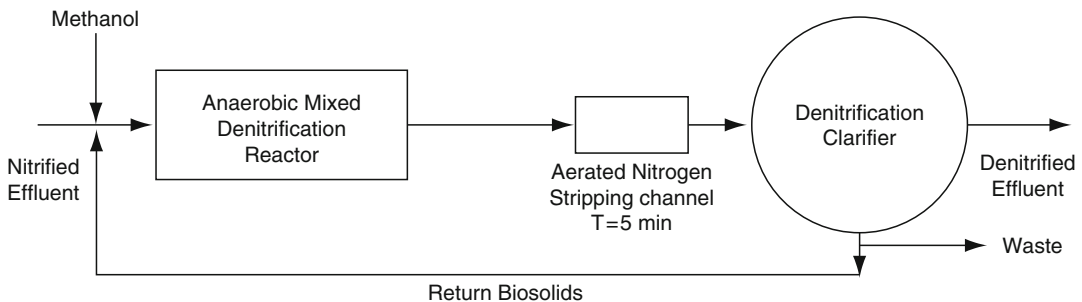 Methanol
Anaerobic Mixed
Denitrification
Reactor
Nitrified
Effluent
Aerated Nitrogen
Stripping channel
T=5 min
Denitrification
Clarifier
Denitrified
Effluent
Waste
Return Biosolids